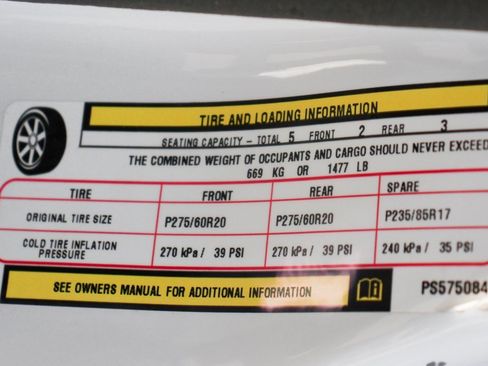 TIRE AND LOADING INFORMATION
SEATING CAPACITY - TOTAL 5 FRONT 2 REAR 3
THE COMBINED WEIGHT OF OCCUPANTS AND CARGO SHOULD NEVER EXCEED
669 KG OR 1477 LB
TIRE FRONT REAR SPARE
ORIGINAL TIRE SIZE P275/60R20 P275/60R20 P235/85R17
COLD TIRE INFLATION PRESSURE 270 kPa / 39 PSI 270 kPa / 39 PSI 240 kPa / 35 PSI
SEE OWNERS MANUAL FOR ADDITIONAL INFORMATION
PS575084